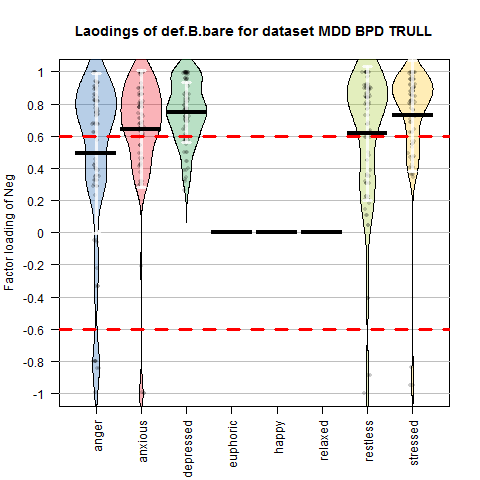 Laodings of def.B.bare for dataset MDD BPD TRULL
Factor loading of Neg
1
0.8
0.6
0.4
0.2
0
-0.2
-0.4
-0.6
-0.8
-1
anger
anxious
depressed
euphoric
happy
relaxed
restless
stressed